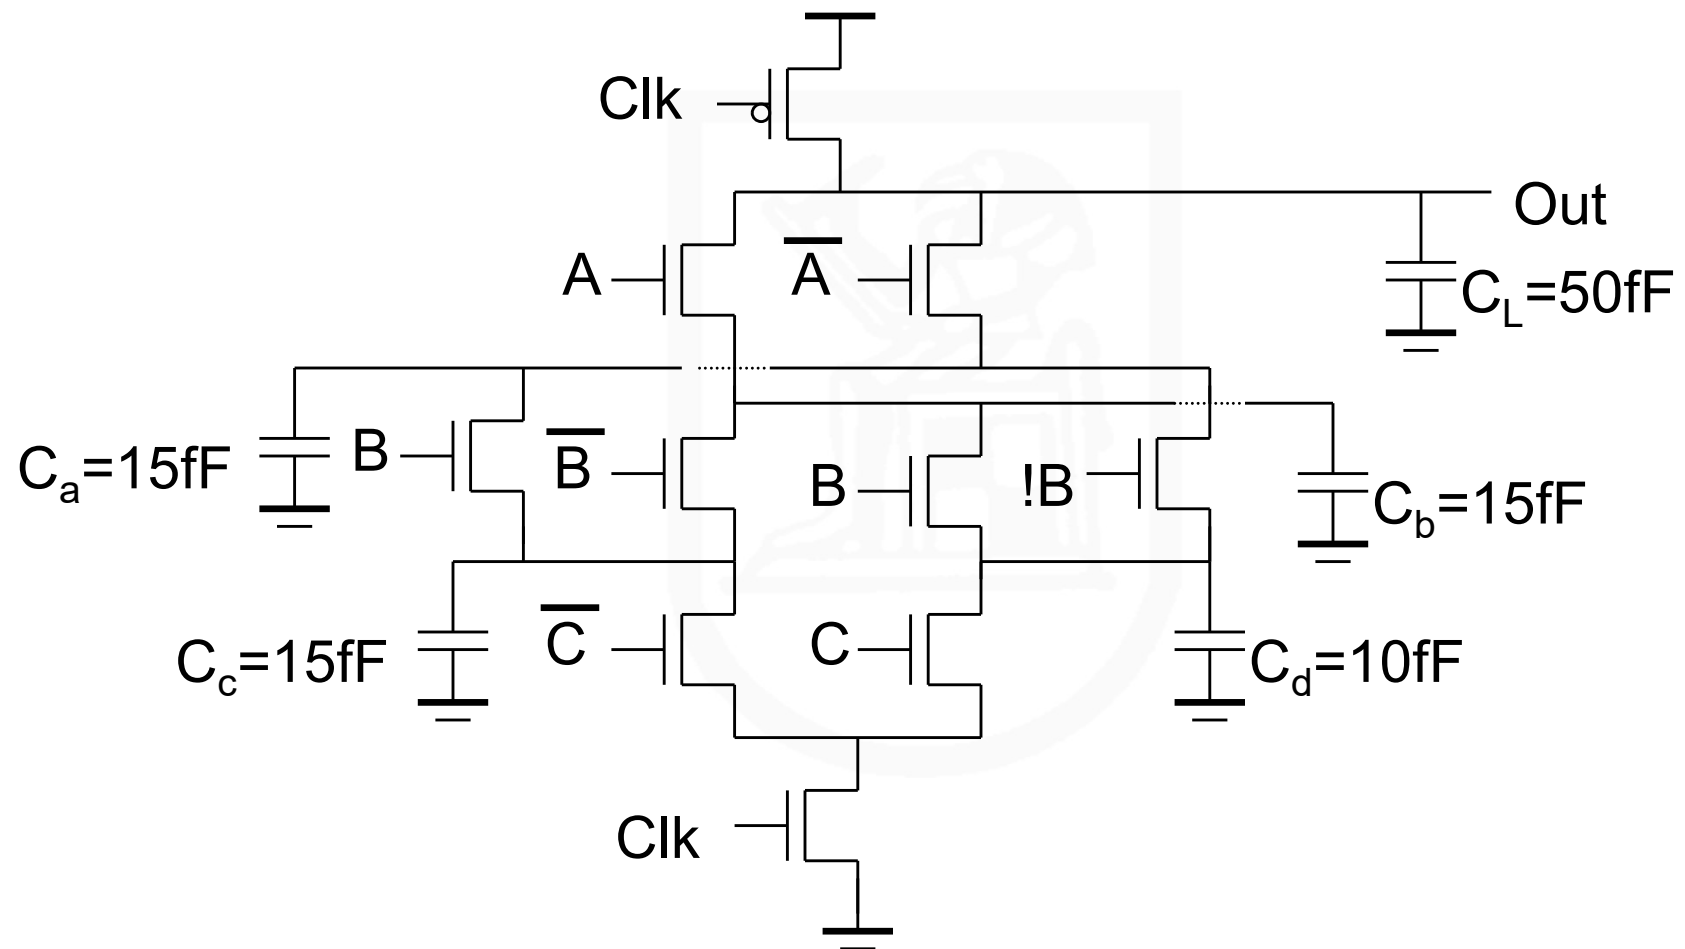 Clk
Out
A
A̅
C_L=50fF
C_a=15fF
B
B̅
B
!B
C_b=15fF
C_c=15fF
C̅
C
C_d=10fF
Clk